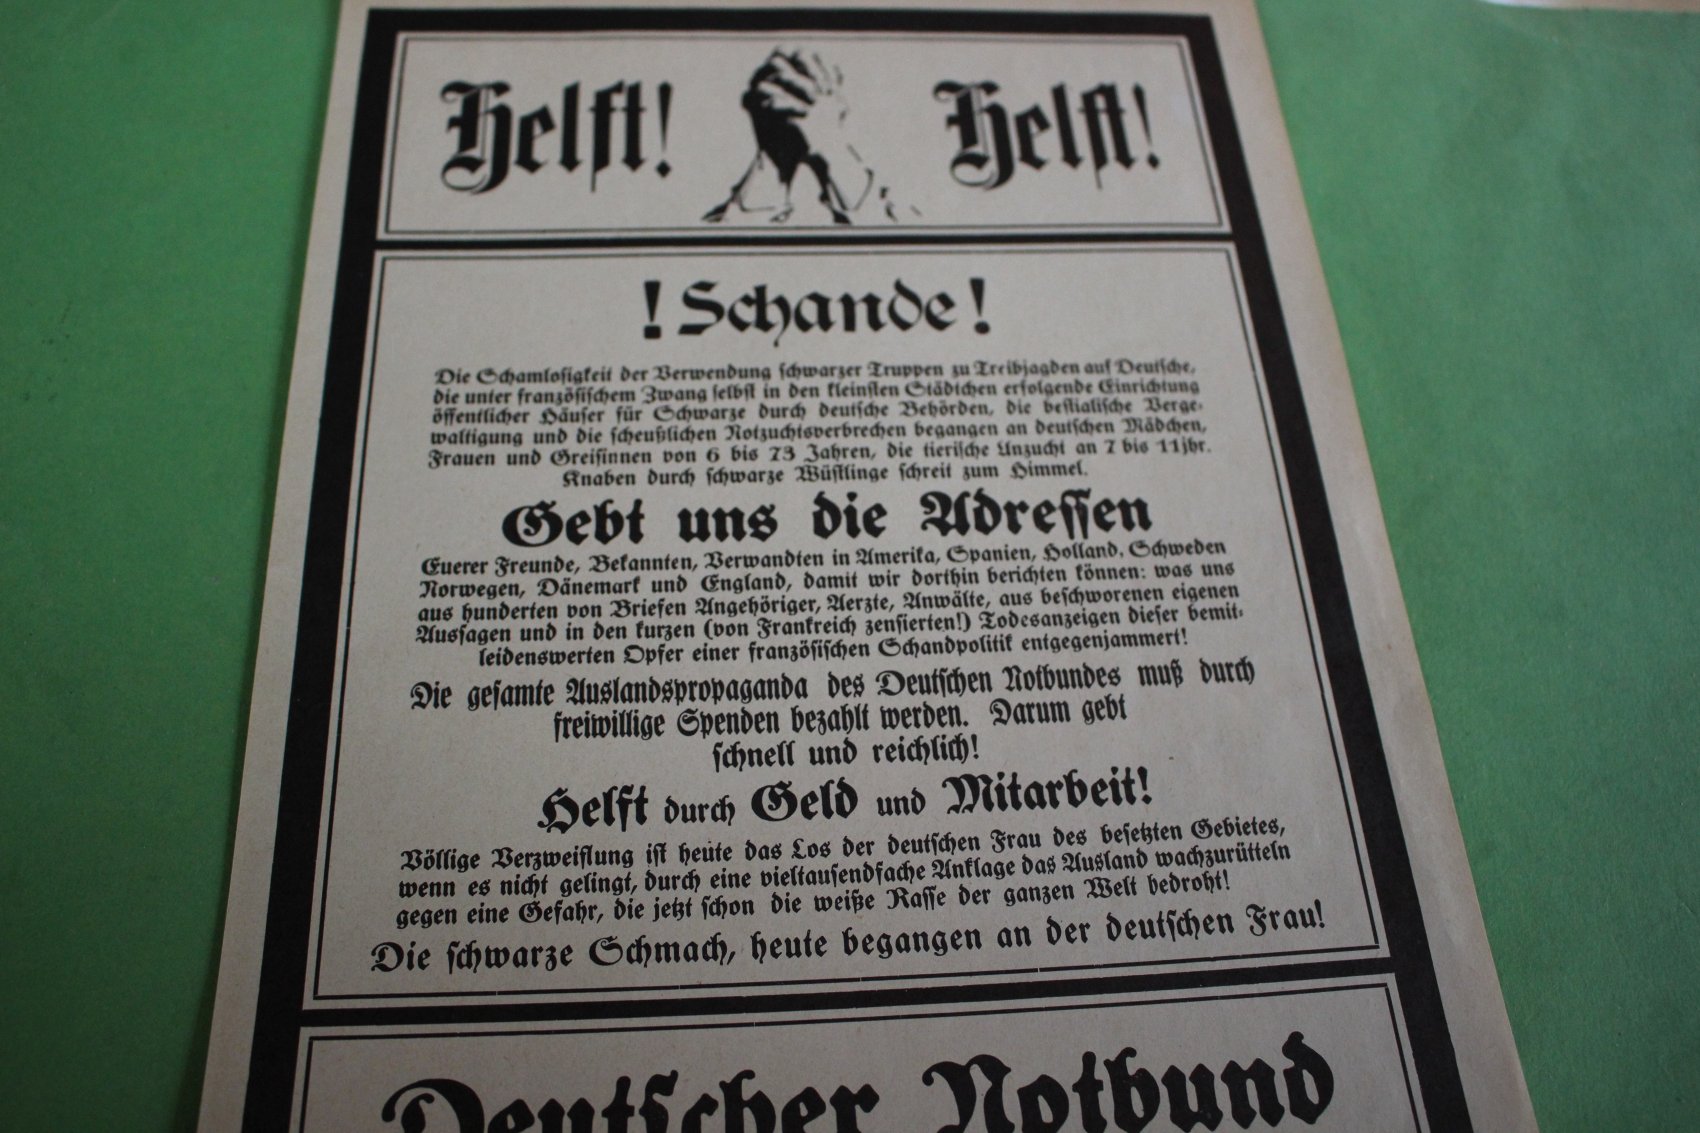 Helft! Helft!
! Schande !
Die Schamlosigkeit der Verwendung schwarzer Truppen zu Treibjagden auf Deutsche,
die unter französischem Zwang selbst in den kleinsten Städtchen erfolgende Einrichtung
öffentlicher Häuser für Schwarze durch deutsche Behörden, die bestialische Verge-
waltigung und die scheußlichen Notzuchtsverbrechen begangen an deutschen Mädchen,
Frauen und Greisinnen von 6 bis 73 Jahren, die tierische Unzucht an 7 bis 11jhr.
Knaben durch schwarze Wüstlinge schreit zum Himmel.
Gebt uns die Adressen
Euerer Freunde, Bekannten, Verwandten in Amerika, Spanien, Holland, Schweden
Norwegen, Dänemark und England, damit wir dorthin berichten können: was uns
aus hunderten von Briefen Angehöriger, Aerzte, Anwälte, aus beschworenen eigenen
Aussagen und in den kurzen (von Frankreich zensierten!) Todesanzeigen dieser bemit-
leidenswerten Opfer einer französischen Schandpolitik entgegenjammert!
Die gesamte Auslandspropaganda des Deutschen Notbundes muß durch
freiwillige Spenden bezahlt werden. Darum gebt
schnell und reichlich!
Helft durch Geld und Mitarbeit!
Völlige Verzweiflung ist heute das Los der deutschen Frau des besetzten Gebietes,
wenn es nicht gelingt, durch eine vieltausendfache Anklage das Ausland wachzurütteln
gegen eine Gefahr, die jetzt schon die weiße Rasse der ganzen Welt bedroht!
Die schwarze Schmach, heute begangen an der deutschen Frau!
Deutscher Notbund